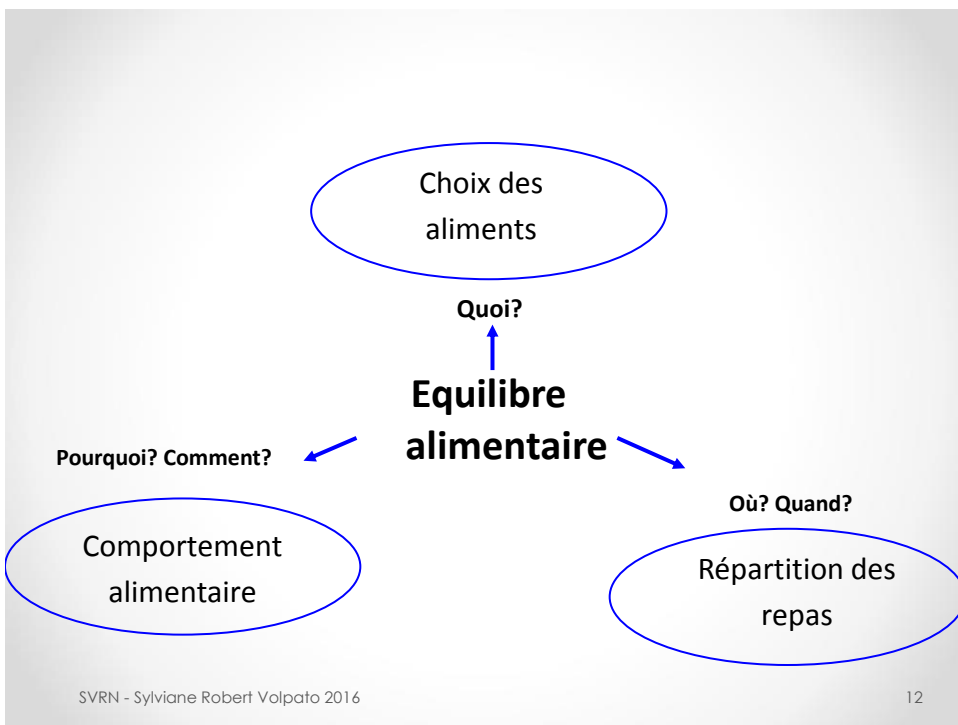 Choix des
aliments
Quoi?
Equilibre
alimentaire
Pourquoi? Comment?
Comportement
alimentaire
Où? Quand?
Répartition des
repas
SVRN - Sylviane Robert Volpato 2016
12